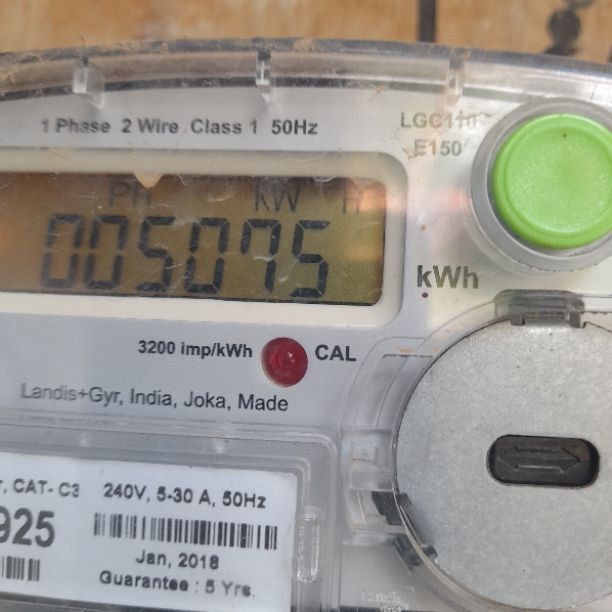 1 Phase 2 Wire Class 1 50Hz
LGC110
E150
kW h
005075
kWh
3200 imp/kWh CAL
Landis+Gyr, India, Joka, Made
, CAT- C3 240V, 5-30 A, 50Hz
925
Jan, 2018
Guarantee : 5 Yrs.